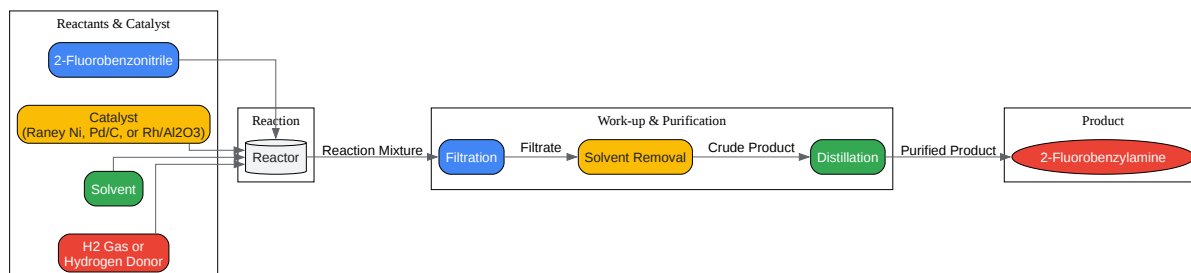 Reactants & Catalyst
2-Fluorobenzonitrile
Catalyst
(Raney Ni, Pd/C, or Rh/Al2O3)
Solvent
H2 Gas or
Hydrogen Donor
Reaction
Reactor
Reaction Mixture
Work-up & Purification
Filtration
Filtrate
Solvent Removal
Crude Product
Distillation
Purified Product
Product
2-Fluorobenzylamine